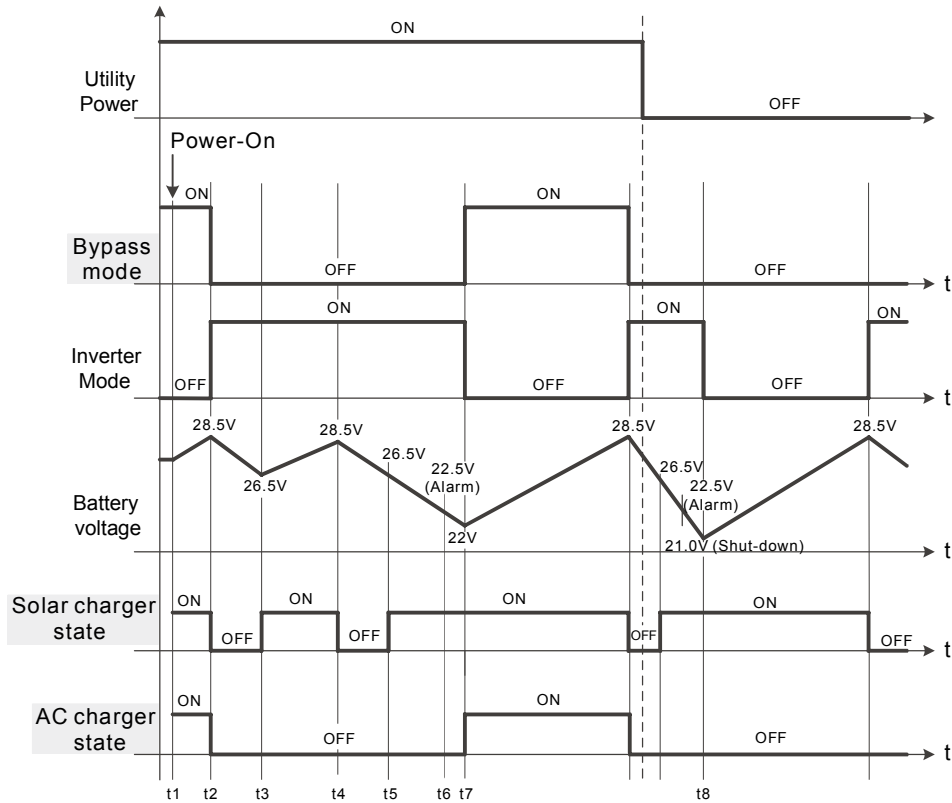 ON
Utility
Power
OFF
Power-On
ON
ON
Bypass
mode
OFF
OFF
t
ON
ON
ON
Inverter
Mode
OFF
OFF
OFF
t
28.5V
28.5V
28.5V
28.5V
26.5V
26.5V
22.5V
(Alarm)
26.5V
22.5V
(Alarm)
Battery
voltage
22V
21.0V (Shut-down)
t
Solar charger
state
ON
ON
ON
ON
OFF
OFF
OFF
OFF
t
AC charger
state
ON
ON
OFF
OFF
t
t1
t2
t3
t4
t5
t6
t7
t8